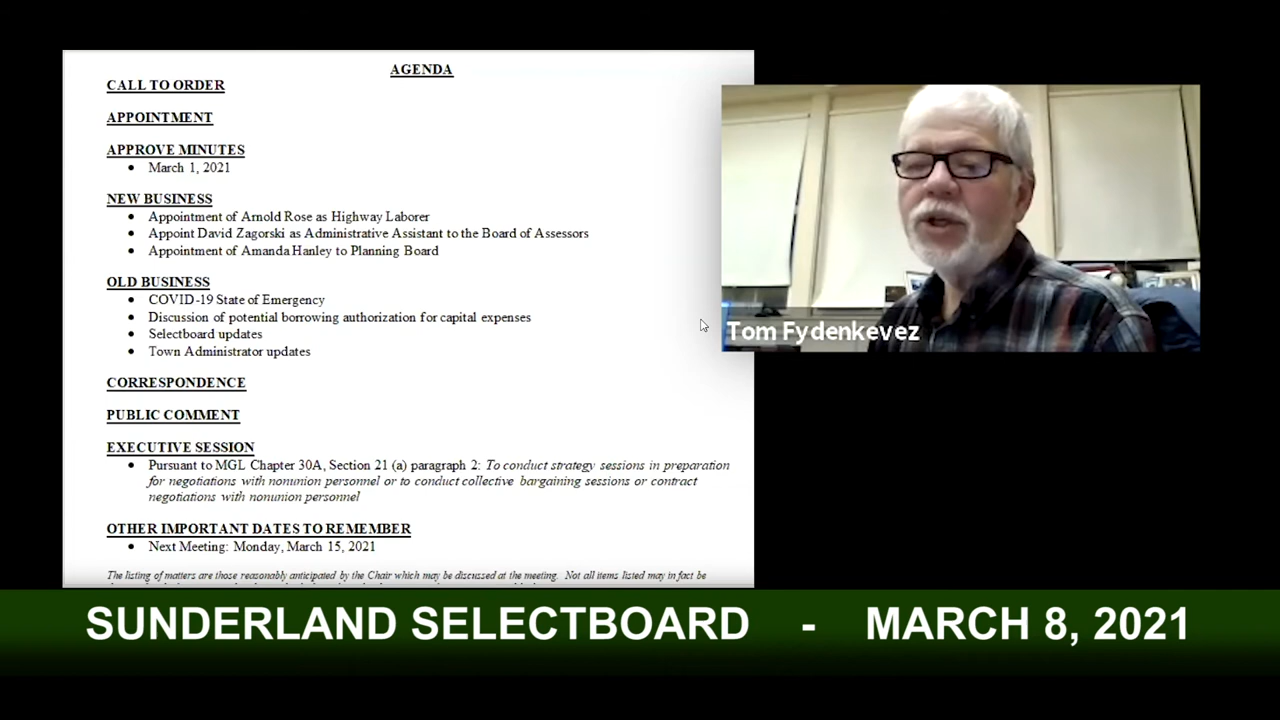 AGENDA
CALL TO ORDER
APPOINTMENT
APPROVE MINUTES
• March 1, 2021
NEW BUSINESS
• Appointment of Arnold Rose as Highway Laborer
• Appoint David Zagorski as Administrative Assistant to the Board of Assessors
• Appointment of Amanda Hanley to Planning Board
OLD BUSINESS
• COVID-19 State of Emergency
• Discussion of potential borrowing authorization for capital expenses
• Selectboard updates
• Town Administrator updates
CORRESPONDENCE
PUBLIC COMMENT
EXECUTIVE SESSION
• Pursuant to MGL Chapter 30A, Section 21 (a) paragraph 2: To conduct strategy sessions in preparation
for negotiations with nonunion personnel or to conduct collective bargaining sessions or contract
negotiations with nonunion personnel
OTHER IMPORTANT DATES TO REMEMBER
• Next Meeting: Monday, March 15, 2021
The listing of matters are those reasonably anticipated by the Chair which may be discussed at the meeting. Not all items listed may in fact be
Tom Fydenkevez
SUNDERLAND SELECTBOARD - MARCH 8, 2021